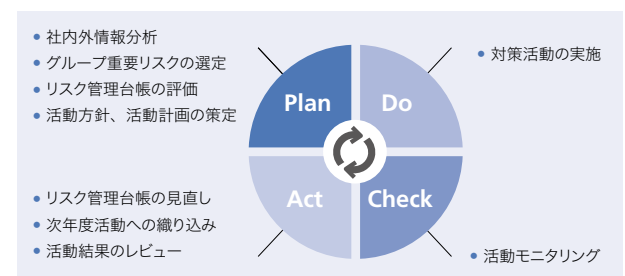 • 社内外情報分析
• グループ重要リスクの選定
• リスク管理台帳の評価
• 活動方針、活動計画の策定
Plan
Do
• 対策活動の実施
• リスク管理台帳の見直し
• 次年度活動への織り込み
• 活動結果のレビュー
Act
Check
• 活動モニタリング